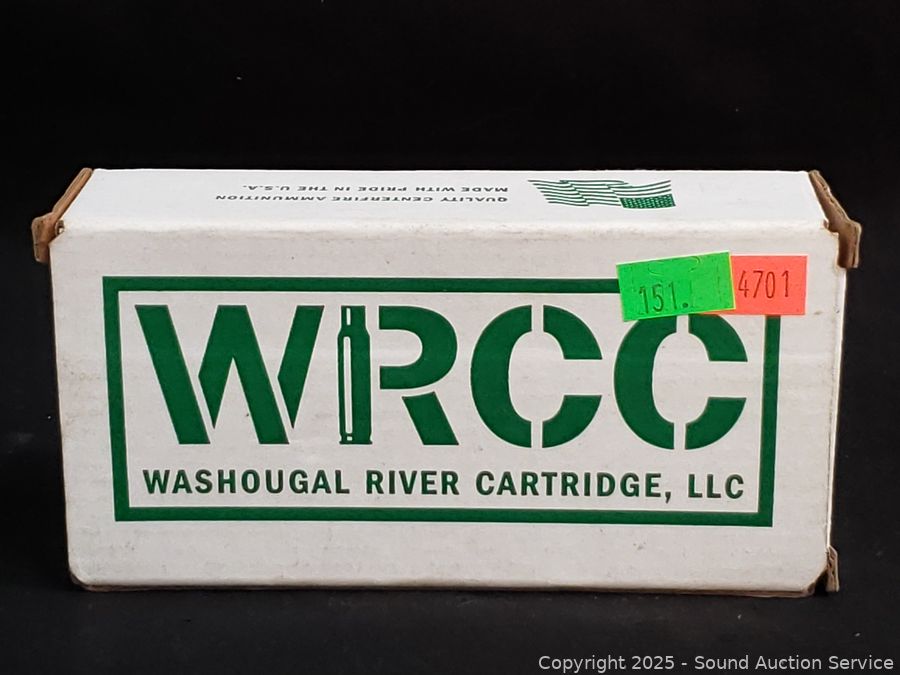 QUALITY CENTERFIRE AMMUNITION
MADE WITH PRIDE IN THE U.S.A.
151.
4701
WRCC
WASHOUGAL RIVER CARTRIDGE, LLC
Copyright 2025 - Sound Auction Service